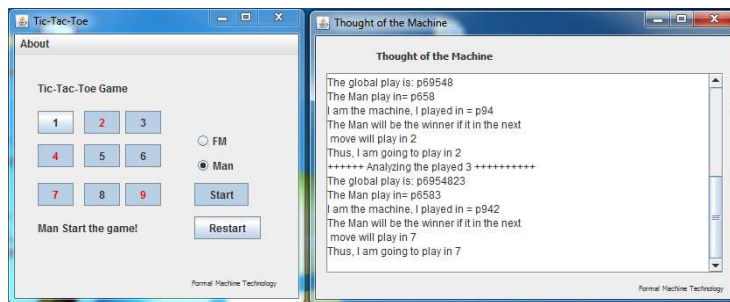 Tic-Tac-Toe
About
Tic-Tac-Toe Game
1 2 3
4 5 6
7 8 9
FM
Man
Start
Man Start the game!
Restart
Formal Machine Technology
Thought of the Machine
Thought of the Machine
The global play is: p69548
The Man play in= p658
I am the machine, I played in = p94
The Man will be the winner if it in the next
move will play in 2
Thus, I am going to play in 2
++++++ Analyzing the played 3 ++++++++++
The global play is: p6954823
The Man play in= p6583
I am the machine, I played in = p942
The Man will be the winner if it in the next
move will play in 7
Thus, I am going to play in 7
Formal Machine Technology